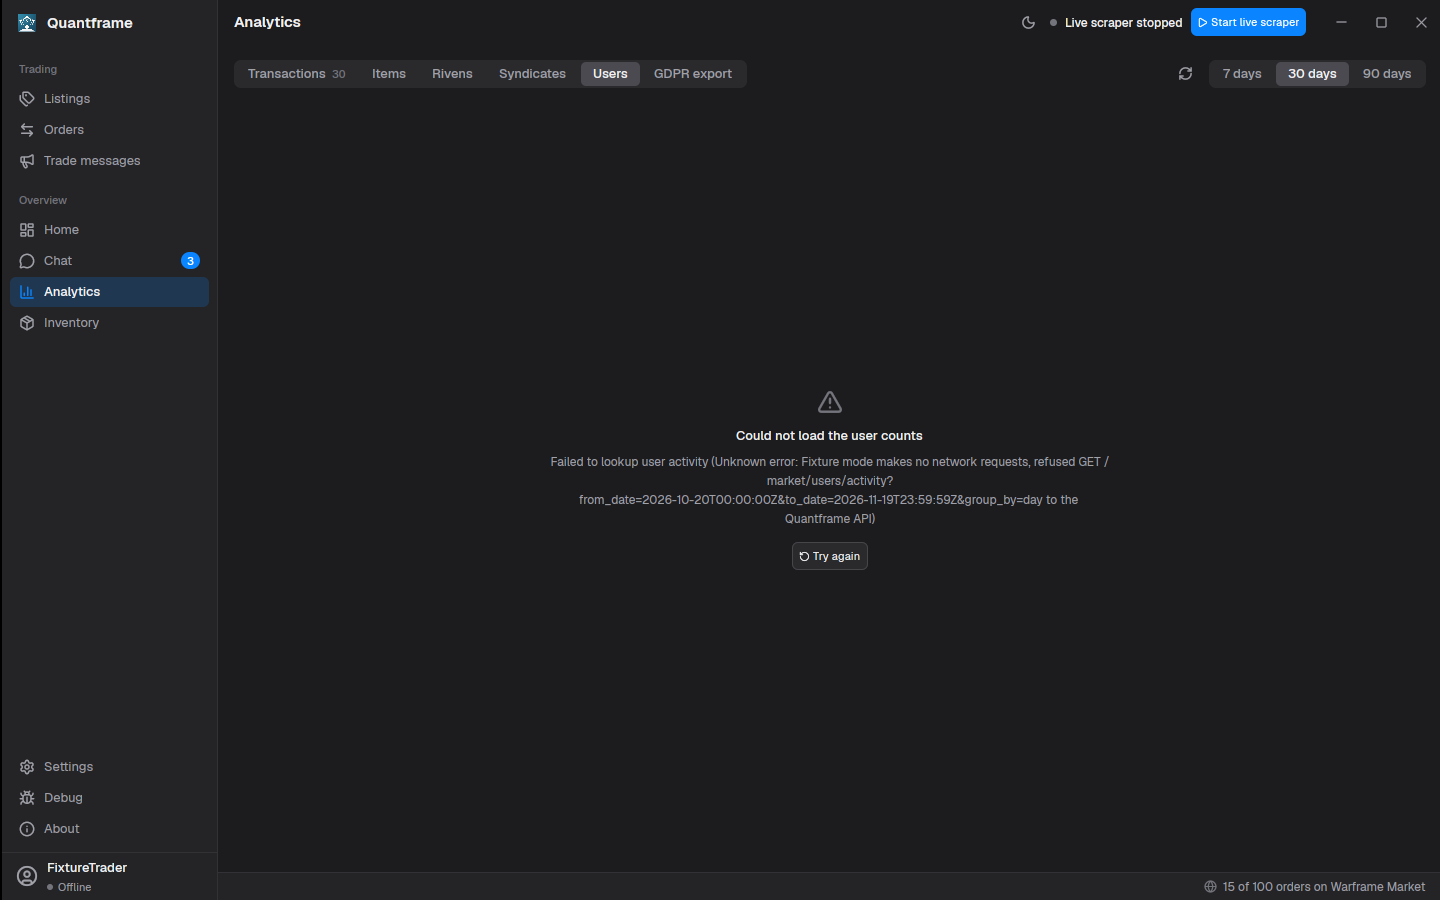 Quantframe
Trading
Listings
Orders
Trade messages
Overview
Home
Chat 3
Analytics
Inventory
Settings
Debug
About
FixtureTrader
Offline
Analytics
Live scraper stopped
Start live scraper
Transactions 30 Items Rivens Syndicates Users GDPR export
7 days 30 days 90 days
Could not load the user counts
Failed to lookup user activity (Unknown error: Fixture mode makes no network requests, refused GET /
market/users/activity?
from_date=2026-10-20T00:00:00Z&to_date=2026-11-19T23:59:59Z&group_by=day to the
Quantframe API)
Try again
15 of 100 orders on Warframe Market